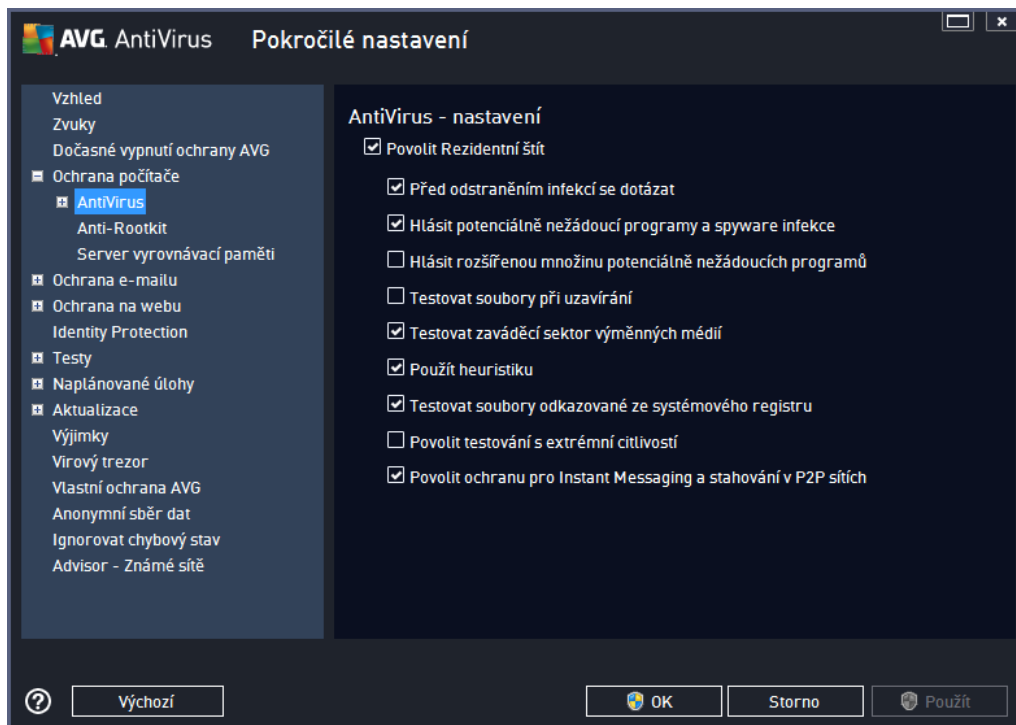 AVG. AntiVirus Pokročilé nastavení
Vzhled
Zvuky
Dočasné vypnutí ochrany AVG
Ochrana počítače
AntiVirus
Anti-Rootkit
Server vyrovnávací paměti
Ochrana e-mailu
Ochrana na webu
Identity Protection
Testy
Naplánované úlohy
Aktualizace
Výjimky
Virový trezor
Vlastní ochrana AVG
Anonymní sběr dat
Ignorovat chybový stav
Advisor - Známé sítě
AntiVirus - nastavení
Povolit Rezidentní štít
Před odstraněním infekcí se dotázat
Hlásit potenciálně nežádoucí programy a spyware infekce
Hlásit rozšířenou množinu potenciálně nežádoucích programů
Testovat soubory při uzavírání
Testovat zaváděcí sektor výměnných médií
Použít heuristiku
Testovat soubory odkazované ze systémového registru
Povolit testování s extrémní citlivostí
Povolit ochranu pro Instant Messaging a stahování v P2P sítích
? Výchozí OK Storno Použít